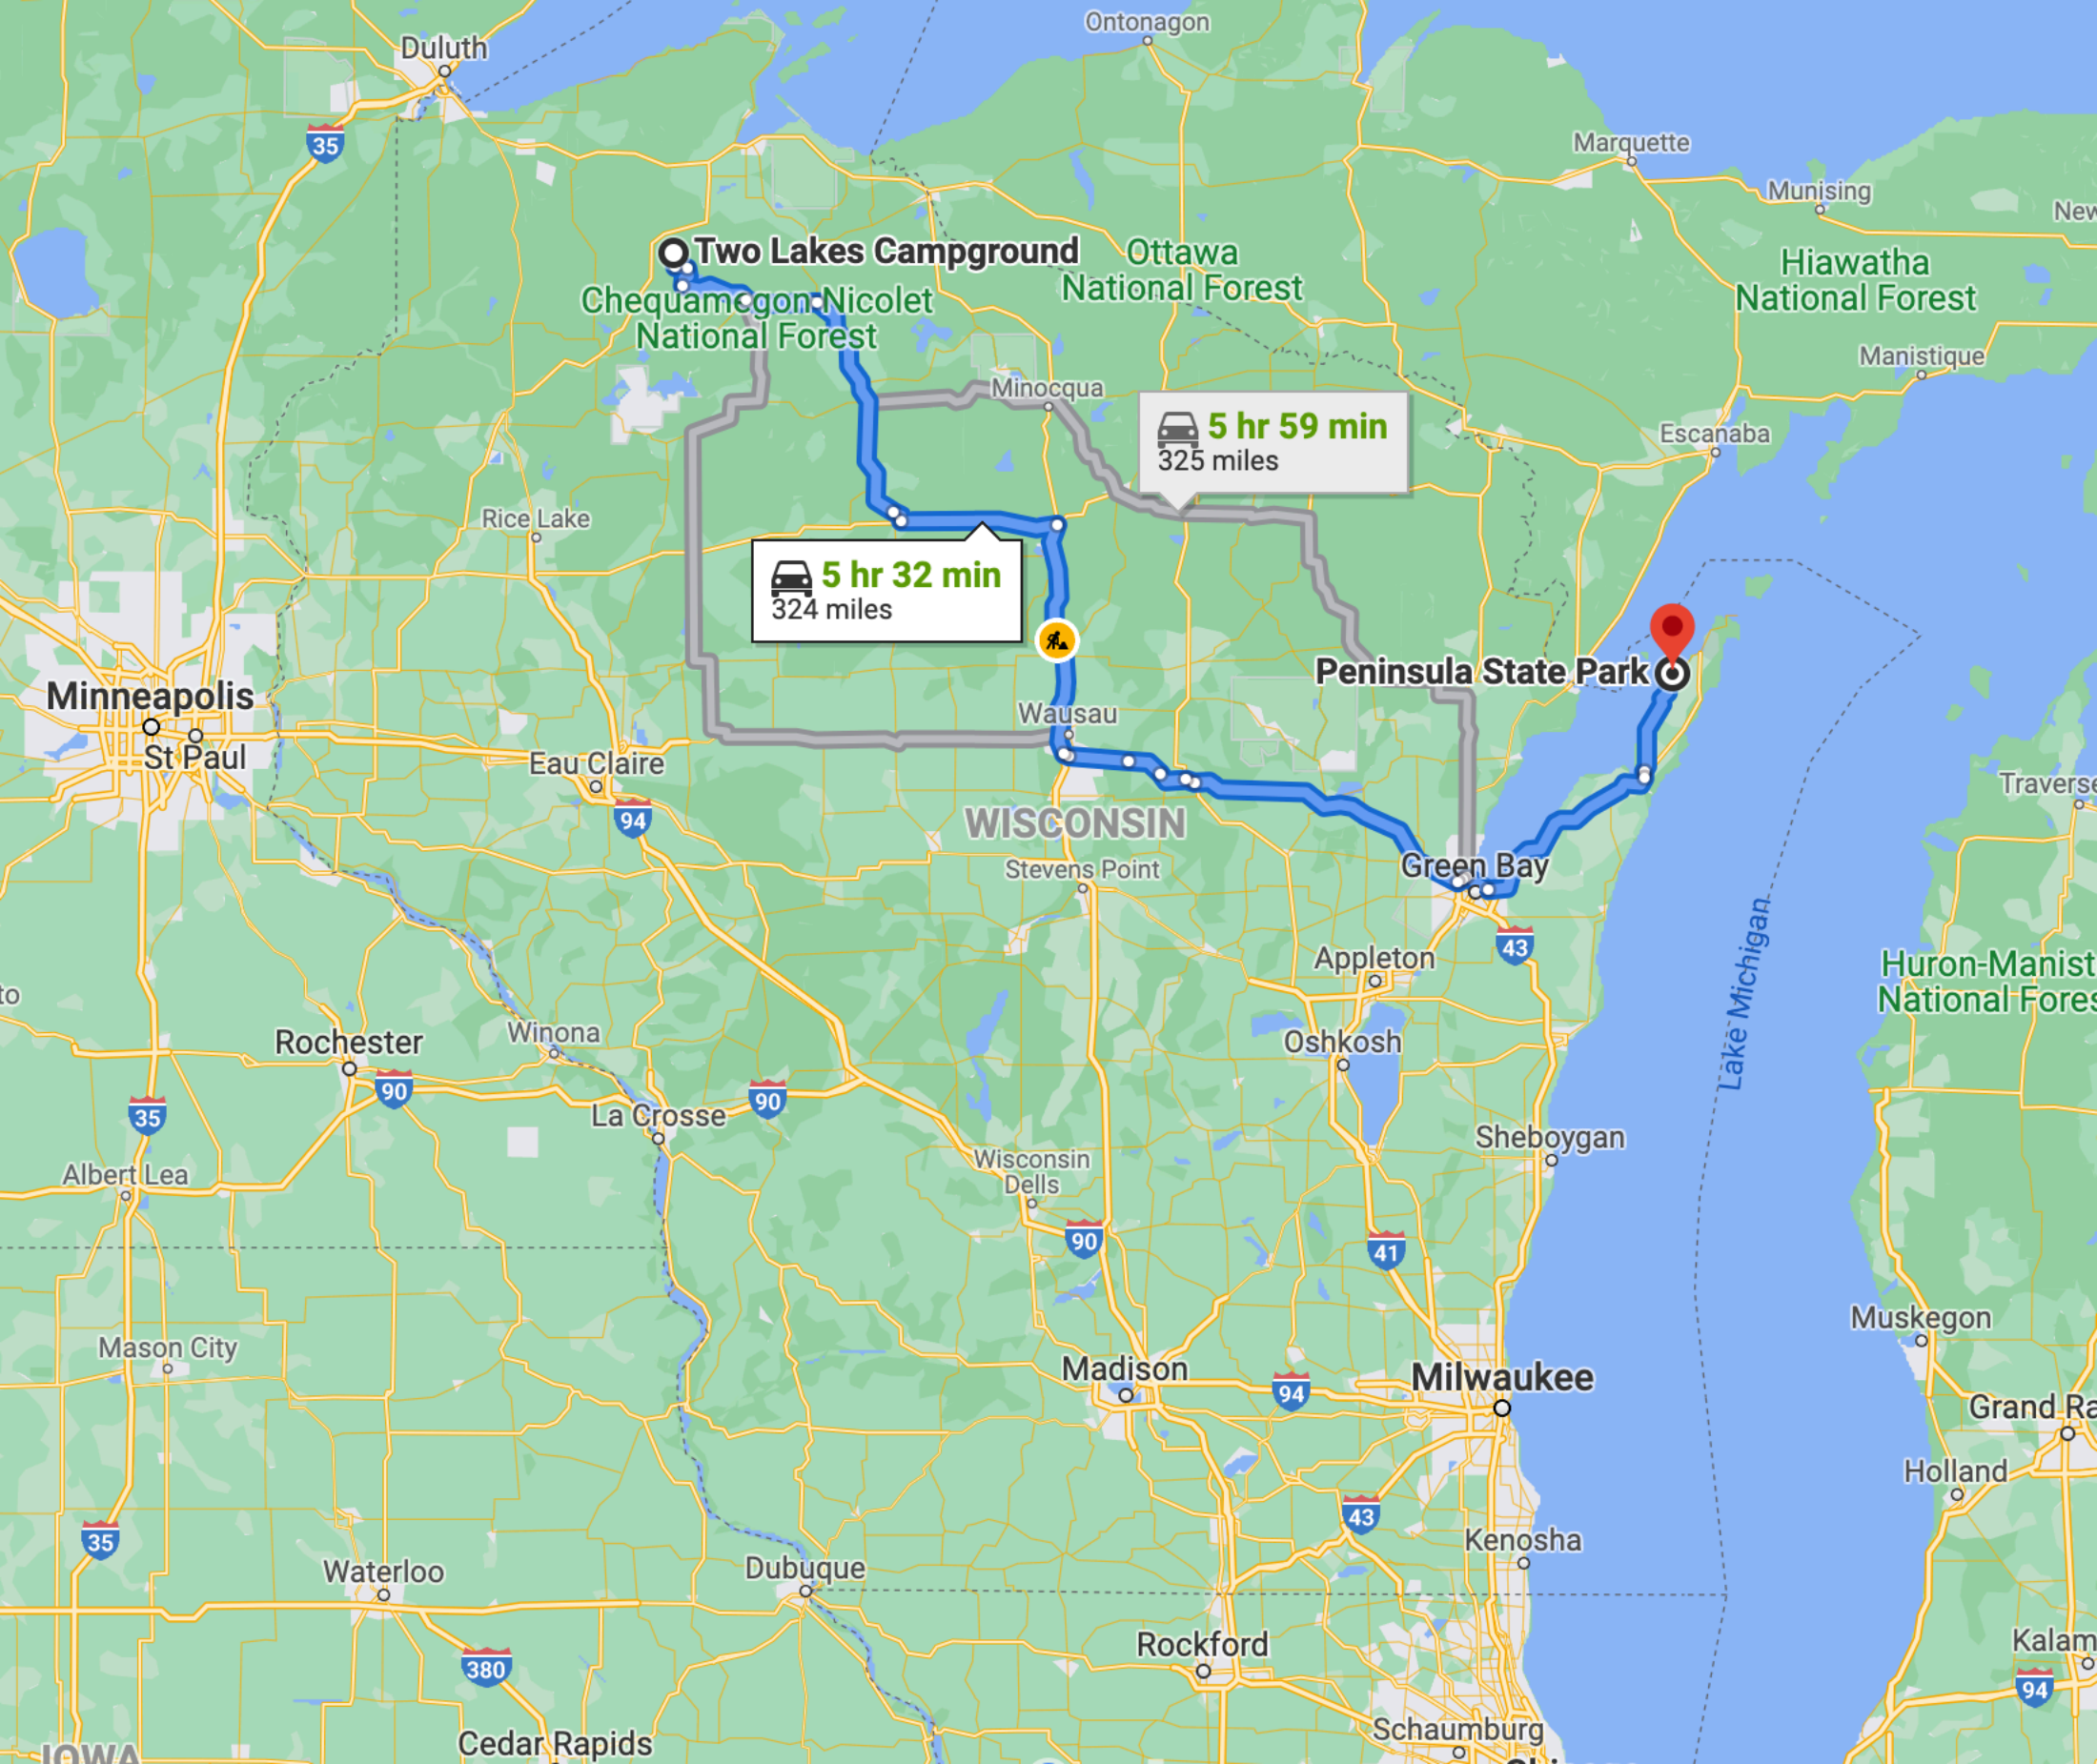 Ontonagon
Duluth
35
Marquette
Munising
New
Two Lakes Campground
Ottawa
National Forest
Hiawatha
National Forest
Chequamegon-Nicolet
National Forest
Manistique
Minocqua
5 hr 59 min
325 miles
Escanaba
Rice Lake
5 hr 32 min
324 miles
Peninsula State Park
Minneapolis
St Paul
Wausau
Eau Claire
94
WISCONSIN
Traverse
Stevens Point
Green Bay
43
Appleton
Lake Michigan
Huron-Manist
National Fores
to
Rochester
Winona
Oshkosh
90
35
La Crosse
90
Sheboygan
Albert Lea
Wisconsin
Dells
90
41
Muskegon
Mason City
Madison
94
Milwaukee
Grand Ra
Holland
35
43
Kenosha
Waterloo
Dubuque
380
Rockford
Kalam
94
Schaumburg
Cedar Rapids
IOWA